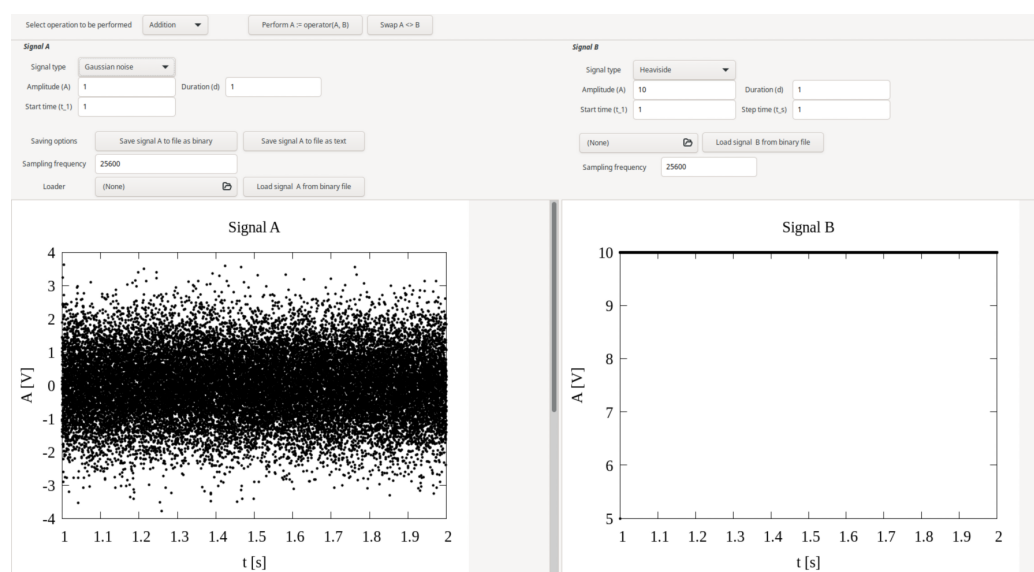 Select operation to be performed Addition Perform A := operator(A, B) Swap A <> B
Signal A
Signal type Gaussian noise
Amplitude (A) 1 Duration (d) 1
Start time (t_1) 1
Saving options Save signal A to file as binary Save signal A to file as text
Sampling frequency 25600
Loader (None) Load signal A from binary file
Signal B
Signal type Heaviside
Amplitude (A) 10 Duration (d) 1
Start time (t_1) 1 Step time (t_s) 1
(None) Load signal B from binary file
Sampling frequency 25600
Signal A
4
3
2
1
0
-1
-2
-3
-4
A [V]
1 1.1 1.2 1.3 1.4 1.5 1.6 1.7 1.8 1.9 2
t [s]
Signal B
10
9
8
7
6
5
A [V]
1 1.1 1.2 1.3 1.4 1.5 1.6 1.7 1.8 1.9 2
t [s]